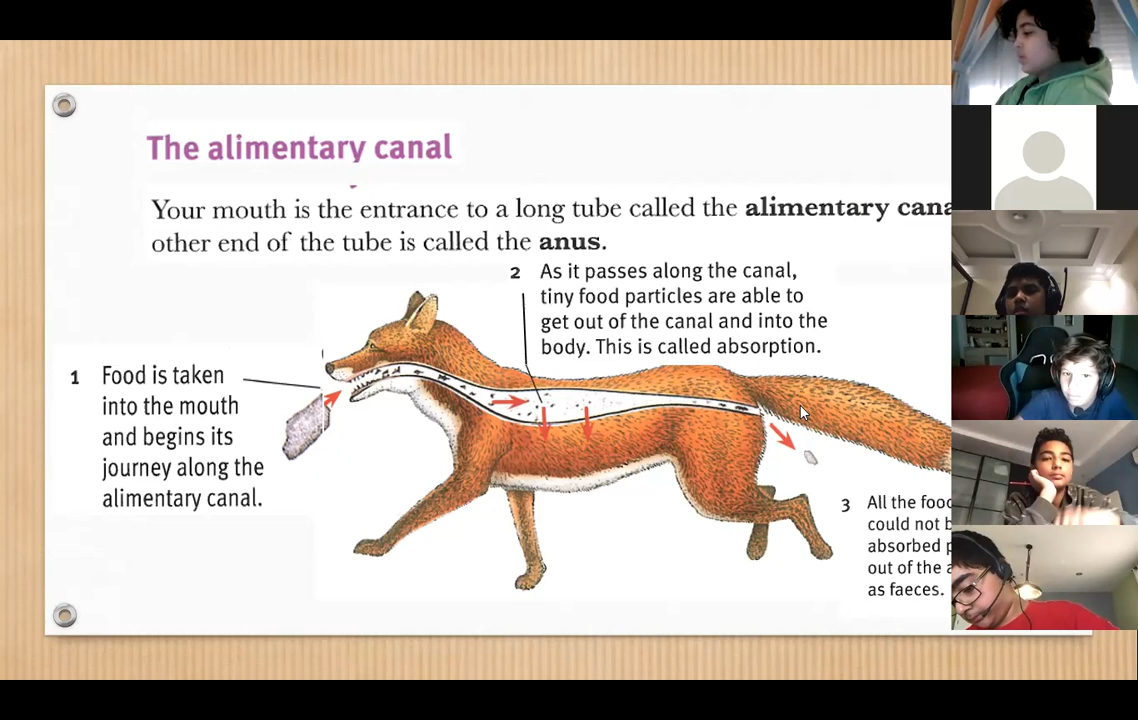 The alimentary canal
Your mouth is the entrance to a long tube called the alimentary
other end of the tube is called the anus.
2 As it passes along the canal,
tiny food particles are able to
get out of the canal and into the
body. This is called absorption.
1 Food is taken
into the mouth
and begins its
journey along the
alimentary canal.
3 All the
could not
absorbed
out of the
as faeces.